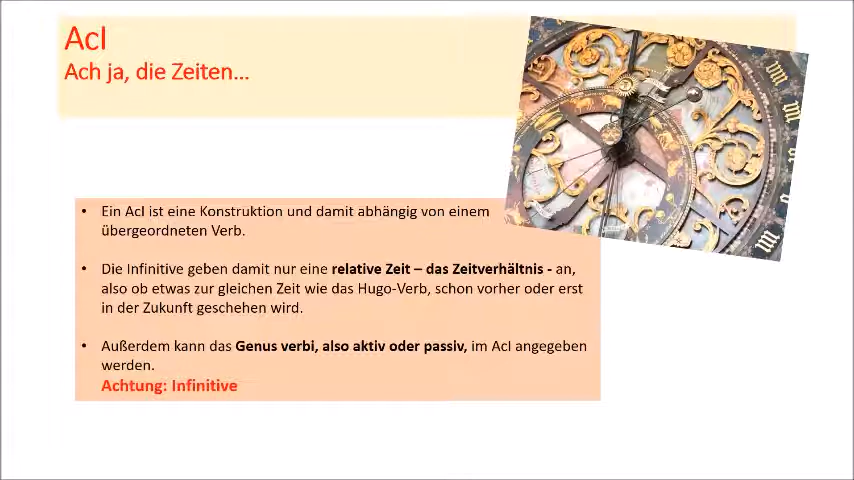 AcI
Ach ja, die Zeiten...
• Ein AcI ist eine Konstruktion und damit abhängig von einem
übergeordneten Verb.
• Die Infinitive geben damit nur eine relative Zeit – das Zeitverhältnis - an,
also ob etwas zur gleichen Zeit wie das Hugo-Verb, schon vorher oder erst
in der Zukunft geschehen wird.
• Außerdem kann das Genus verbi, also aktiv oder passiv, im AcI angegeben
werden.
Achtung: Infinitive